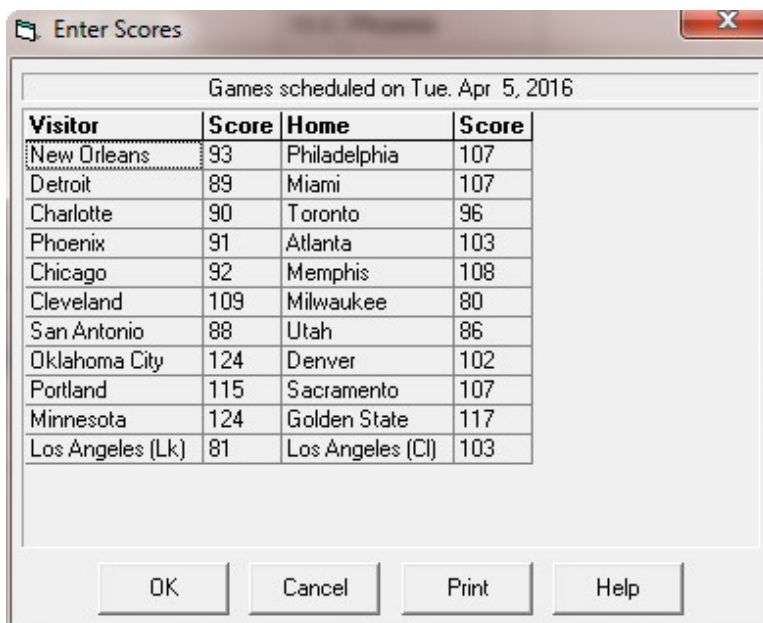 Enter Scores
Games scheduled on Tue. Apr 5, 2016
Visitor Score Home Score
New Orleans 93 Philadelphia 107
Detroit 89 Miami 107
Charlotte 90 Toronto 96
Phoenix 91 Atlanta 103
Chicago 92 Memphis 108
Cleveland 109 Milwaukee 80
San Antonio 88 Utah 86
Oklahoma City 124 Denver 102
Portland 115 Sacramento 107
Minnesota 124 Golden State 117
Los Angeles (Lk) 81 Los Angeles (Cl) 103
OK Cancel Print Help